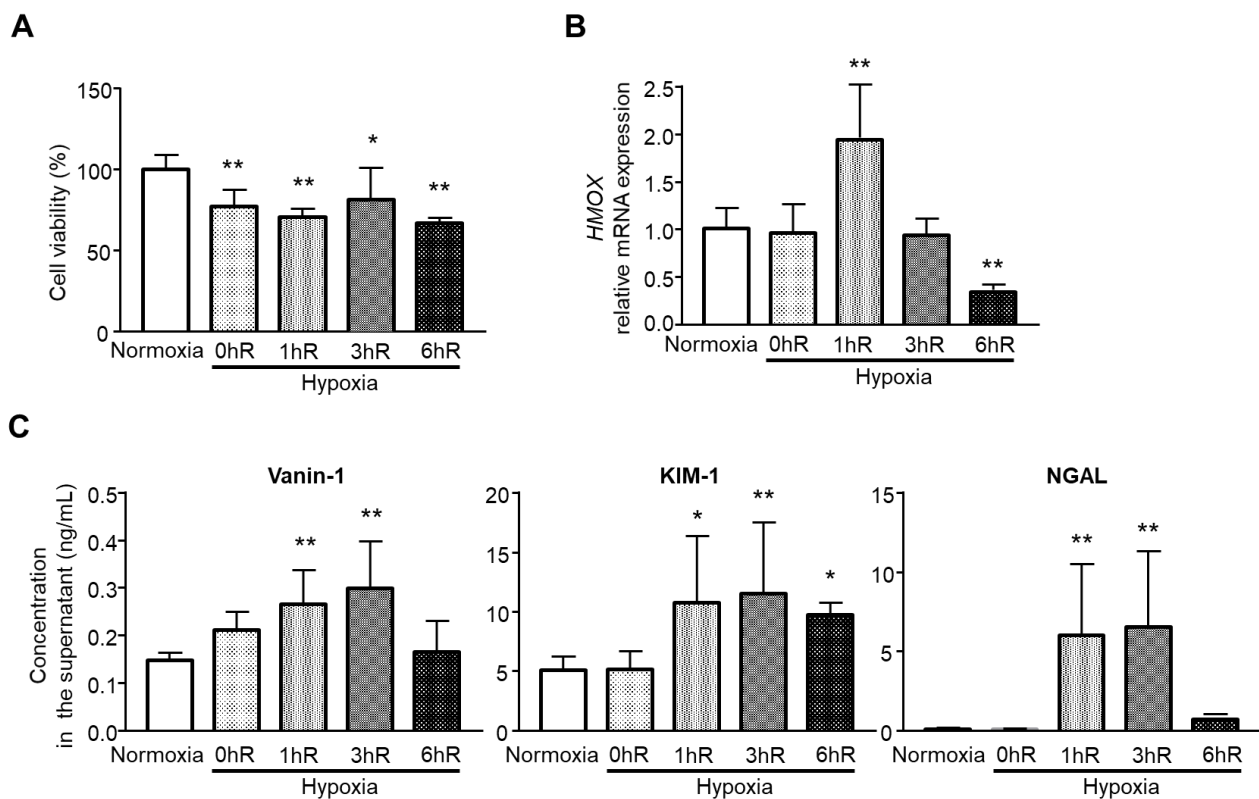 A
Cell viability (%)
150
100
50
0
**
**
*
**
Normoxia 0hR 1hR 3hR 6hR
Hypoxia
B
HMOX
relative mRNA expression
2.5
2.0
1.5
1.0
0.5
0.0
**
**
Normoxia 0hR 1hR 3hR 6hR
Hypoxia
C
Concentration
in the supernatant (ng/mL)
Vanin-1
0.5
0.4
0.3
0.2
0.1
0.0
**
**
Normoxia 0hR 1hR 3hR 6hR
Hypoxia
KIM-1
20
15
10
5
0
*
**
*
Normoxia 0hR 1hR 3hR 6hR
Hypoxia
NGAL
15
10
5
0
**
**
Normoxia 0hR 1hR 3hR 6hR
Hypoxia